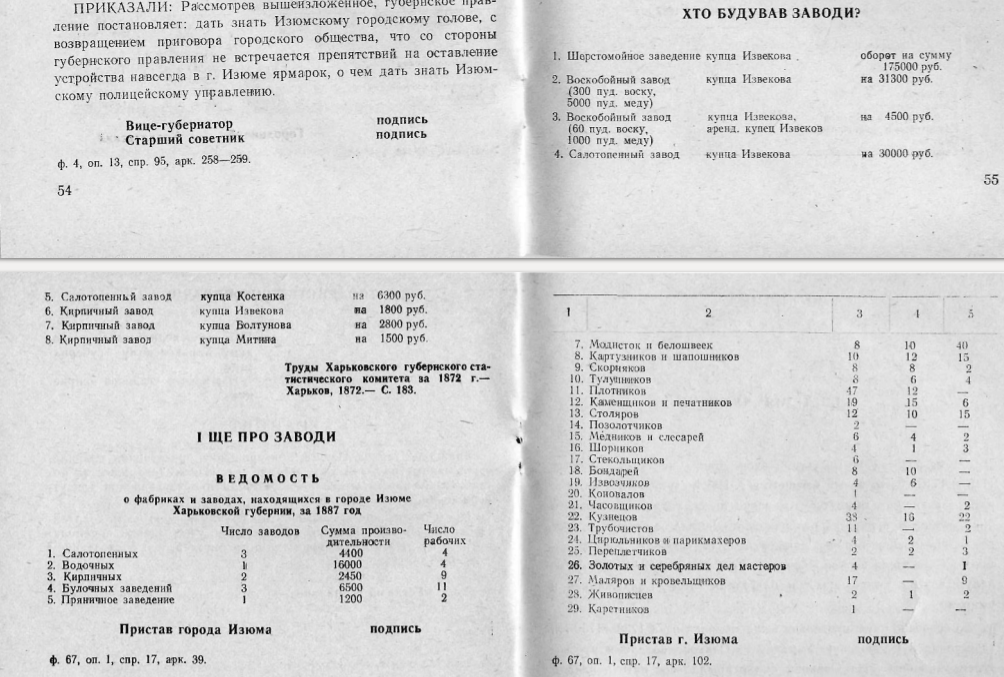 ПРИКАЗАЛИ: Рассмотрев вышеизложенное, губернское прав-
ление постановляет: дать знать Изюмскому городскому голове, с
возвращением приговора городского общества, что со стороны
губернского правления не встречается препятствий на оставление
устройства навсегда в г. Изюме ярмарок, о чем дать знать Изюм-
скому полицейскому управлению.
Вице-губернатор подпись
Старший советник подпись
ф. 4, оп. 13, спр. 95, арк. 258—259.
54
ХТО БУДУВАВ ЗАВОДИ?
1. Шерстомойное заведение купца Извекова оборот на сумму
175000 руб.
2. Воскобойный завод купца Извекова на 31300 руб.
(300 пуд. воску,
5000 пуд. меду)
3. Воскобойный завод купца Извекова, на 4500 руб.
(60 пуд. воску, аренд. купец Извеков
1000 пуд. меду)
4. Салотопенный завод купца Извекова на 30000 руб.
55
5. Салотопенный завод купца Костенка на 6300 руб.
6. Кирпичный завод купца Извекова на 1800 руб.
7. Кирпичный завод купца Болтунова на 2800 руб.
8. Кирпичный завод купца Митина на 1500 руб.
Труды Харьковского губернского ста-
тистического комитета за 1872 г.—
Харьков, 1872.— С. 183.
І ЩЕ ПРО ЗАВОДИ
ВЕДОМОСТЬ
о фабриках и заводах, находящихся в городе Изюме
Харьковской губернии, за 1887 год
Число заводов Сумма произво- Число
дительности рабочих
1. Салотопенных 3 4400 4
2. Водочных 1 16000 4
3. Кирпичных 2 2450 9
4. Булочных заведений 3 6500 11
5. Пряничное заведение 1 1200 2
Пристав города Изюма подпись
ф. 67, оп. 1, спр. 17, арк. 39.
1 2 3 4 5
7. Модисток и белошвеек 8 10 40
8. Картузников и шапошников 10 12 15
9. Скорняков 8 8 2
10. Тулупников 8 6 4
11. Плотников 47 12 —
12. Каменщиков и печатников 19 15 6
13. Столяров 12 10 15
14. Позолотчиков 2 — —
15. Медников и слесарей 6 4 2
16. Шорников 4 1 3
17. Стекольщиков 6 — —
18. Бондарей 8 10 —
19. Извозчиков 4 6 —
20. Коновалов 1 — —
21. Часовщиков 4 — 2
22. Кузнецов 38 16 22
23. Трубочистов 11 — 2
24. Цирюльников и парикмахеров 4 2 1
25. Переплетчиков 2 2 3
26. Золотых и серебряных дел мастеров 4 — 1
27. Маляров и кровельщиков 17 — 9
28. Живописцев 2 1 2
29. Каретников 1 — —
Пристав г. Изюма подпись
ф. 67, оп. 1, спр. 17, арк. 102.